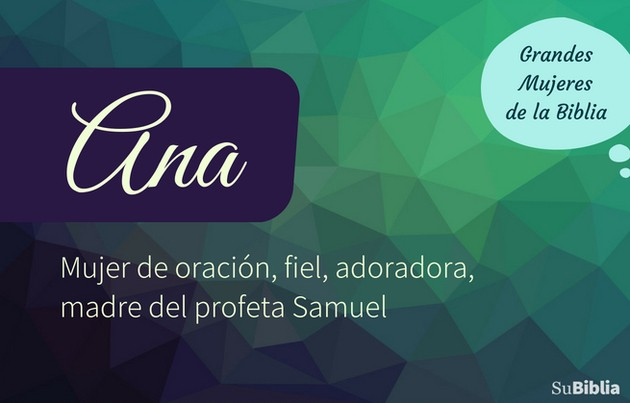 Grandes
Mujeres
de la Biblia
Ana
Mujer de oración, fiel, adoradora,
madre del profeta Samuel
SuBiblia